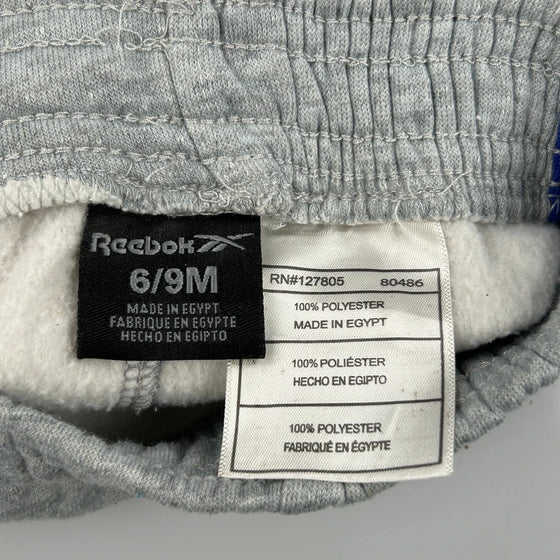 Reebok
6/9M
MADE IN EGYPT
FABRIQUE EN EGYPTE
HECHO EN EGIPTO
RN#127805 80486
100% POLYESTER
MADE IN EGYPT
100% POLIÉSTER
HECHO EN EGIPTO
100% POLYESTER
FABRIQUÉ EN ÉGYPTE